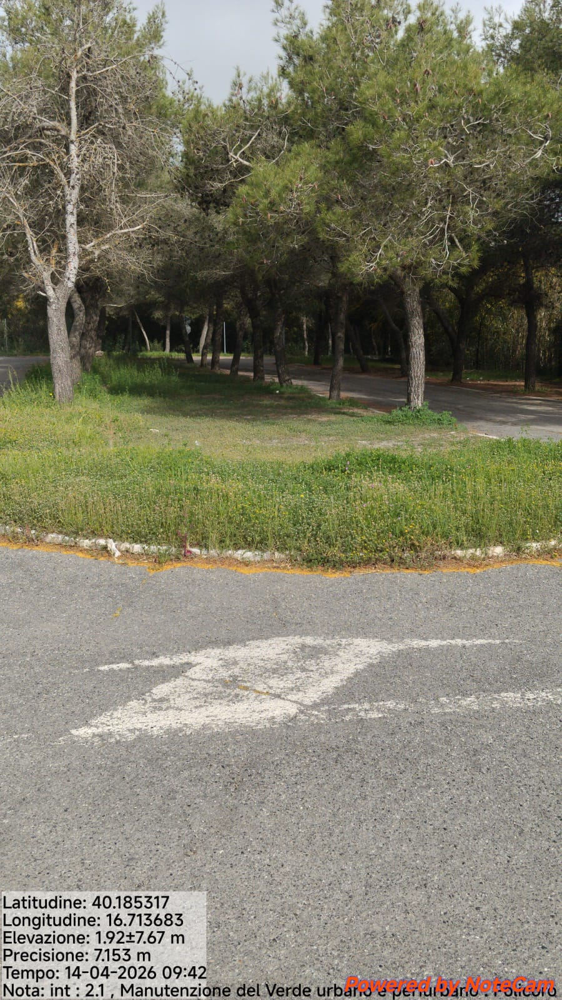 Latitudine: 40.185317
Longitudine: 16.713683
Elevazione: 1.92±7.67 m
Precisione: 7.153 m
Tempo: 14-04-2026 09:42
Nota: int : 2.1 , Manutenzione del Verde urbano e periurbano . Policoro
Powered by NoteCam